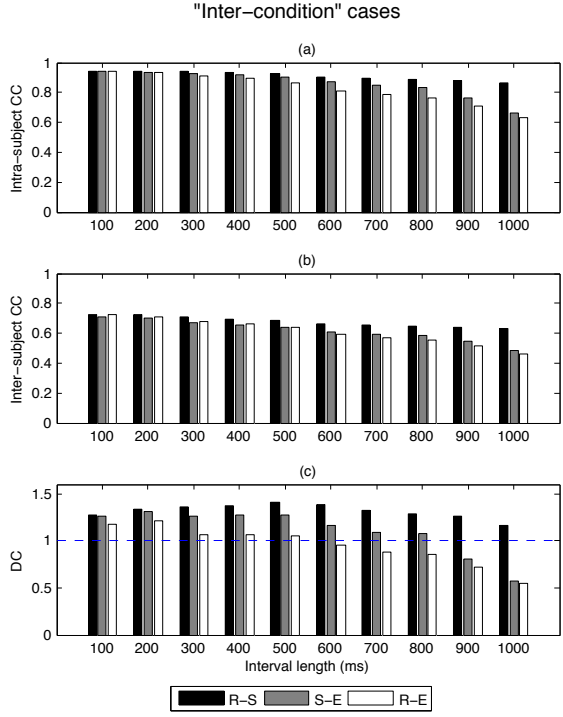 "Inter−condition" cases
(a)
Intra−subject CC
1
0.8
0.6
0.4
0.2
0
100 200 300 400 500 600 700 800 900 1000
(b)
Inter−subject CC
1
0.8
0.6
0.4
0.2
0
100 200 300 400 500 600 700 800 900 1000
(c)
DC
1.5
1
0.5
0
100 200 300 400 500 600 700 800 900 1000
Interval length (ms)
R−S S−E R−E